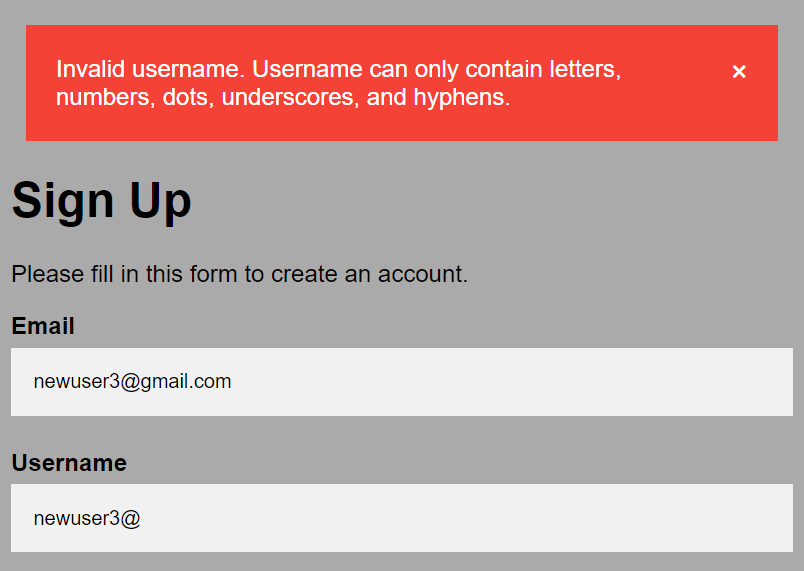 Invalid username. Username can only contain letters, ×
numbers, dots, underscores, and hyphens.
Sign Up
Please fill in this form to create an account.
Email
newuser3@gmail.com
Username
newuser3@